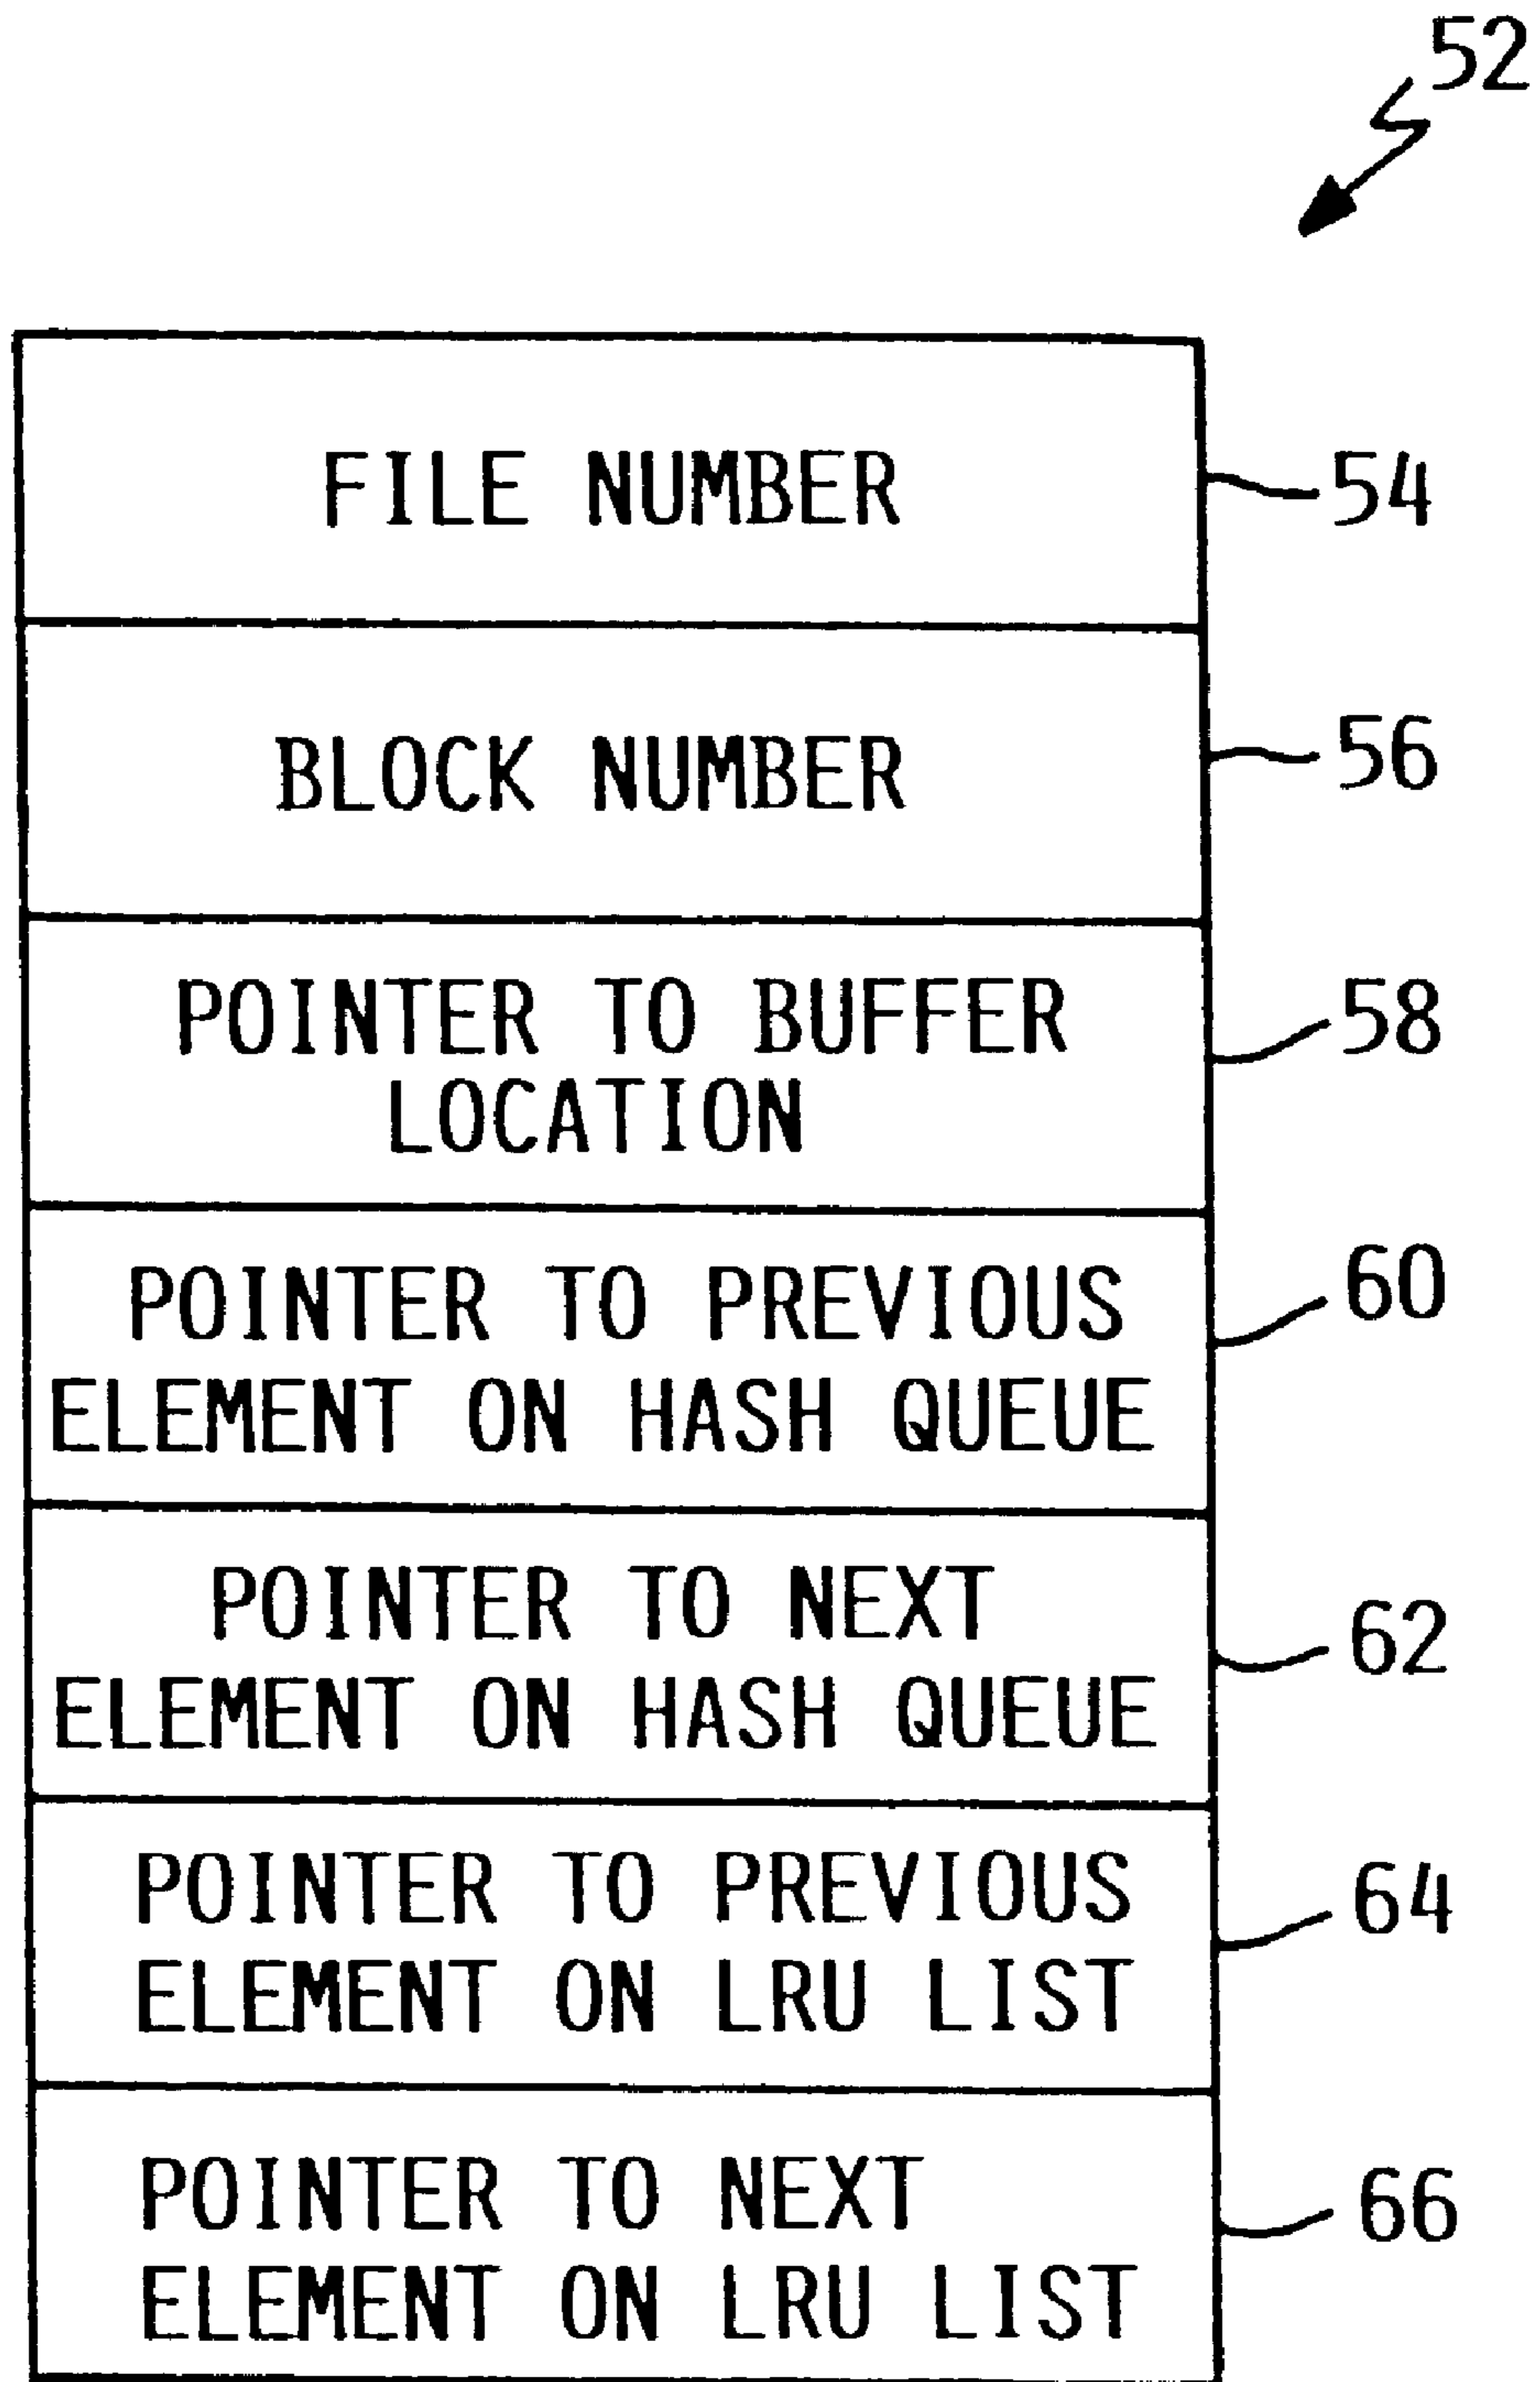 52
FILE NUMBER
54
BLOCK NUMBER
56
POINTER TO BUFFER
LOCATION
58
POINTER TO PREVIOUS
ELEMENT ON HASH QUEUE
60
POINTER TO NEXT
ELEMENT ON HASH QUEUE
62
POINTER TO PREVIOUS
ELEMENT ON LRU LIST
64
POINTER TO NEXT
ELEMENT ON LRU LIST
66